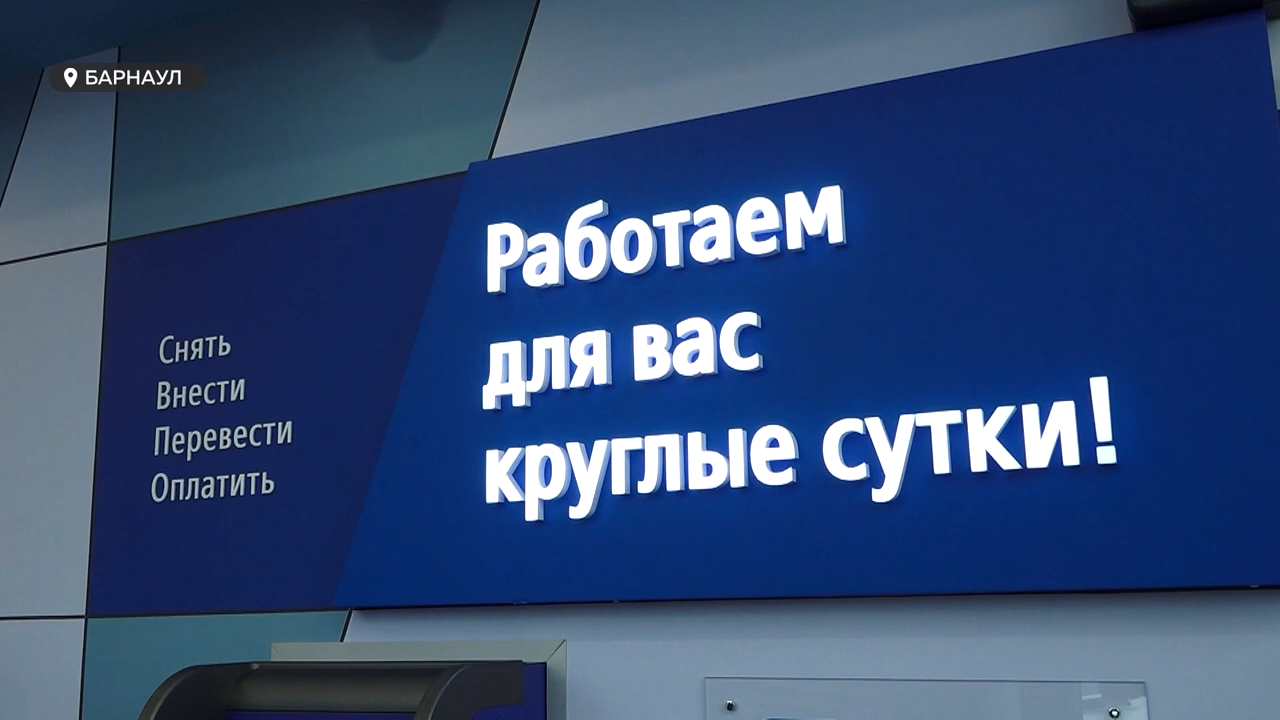 БАРНАУЛ
Работаем
для вас
круглые сутки!
Снять
Внести
Перевести
Оплатить